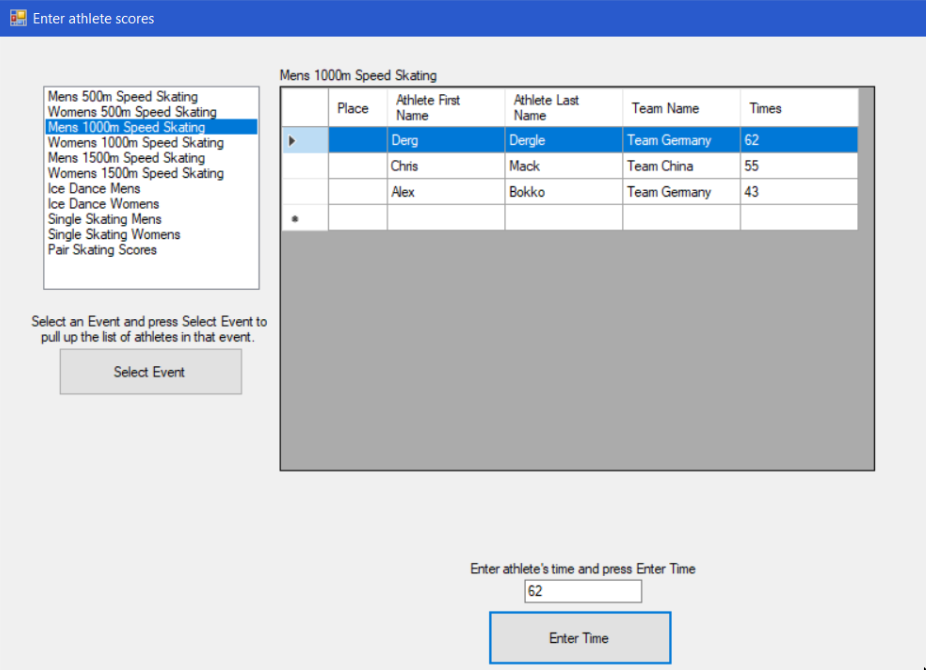 Enter athlete scores
Mens 500m Speed Skating
Womens 500m Speed Skating
Mens 1000m Speed Skating
Womens 1000m Speed Skating
Mens 1500m Speed Skating
Womens 1500m Speed Skating
Ice Dance Mens
Ice Dance Womens
Single Skating Mens
Single Skating Womens
Pair Skating Scores
Select an Event and press Select Event to
pull up the list of athletes in that event.
Select Event
Mens 1000m Speed Skating
Place Athlete First Name Athlete Last Name Team Name Times
Derg Dergle Team Germany 62
Chris Mack Team China 55
Alex Bokko Team Germany 43
Enter athlete's time and press Enter Time
62
Enter Time